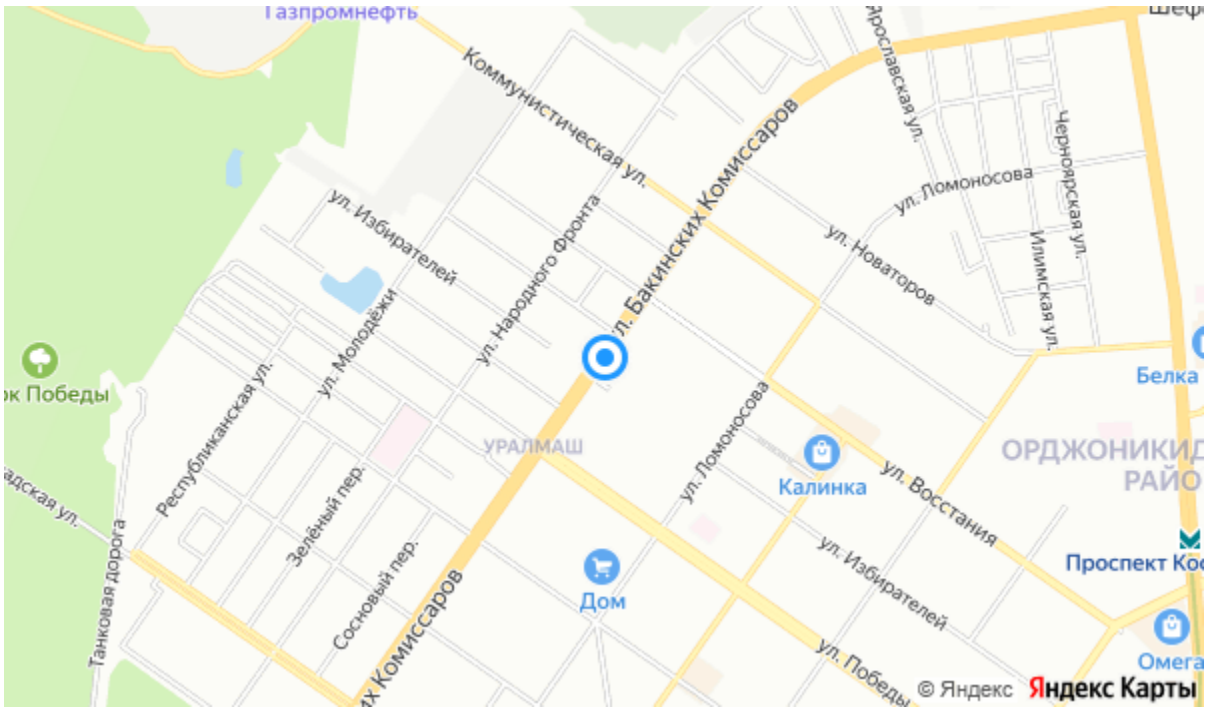 Газпромнефть
Шеф
Коммунистическая ул.
Ярославская ул.
ул. Бакинских Комиссаров
Черноярская ул.
ул. Ломоносова
ул. Избирателей
ул. Народного Фронта
ул. Новаторов
Илимская ул.
ул. Молодёжи
ок Победы
Белка
Республиканская ул.
УРАЛМАШ
ул. Ломоносова
Калинка
ОРДЖОНИКИД
РАЙО
ул. Восстания
адская ул.
Зелёный пер.
Сосновый пер.
Танковая дорога
Проспект Кос
ул. Избирателей
Дом
их Комиссаров
ул. Победы
Омега
© Яндекс Яндекс Карты